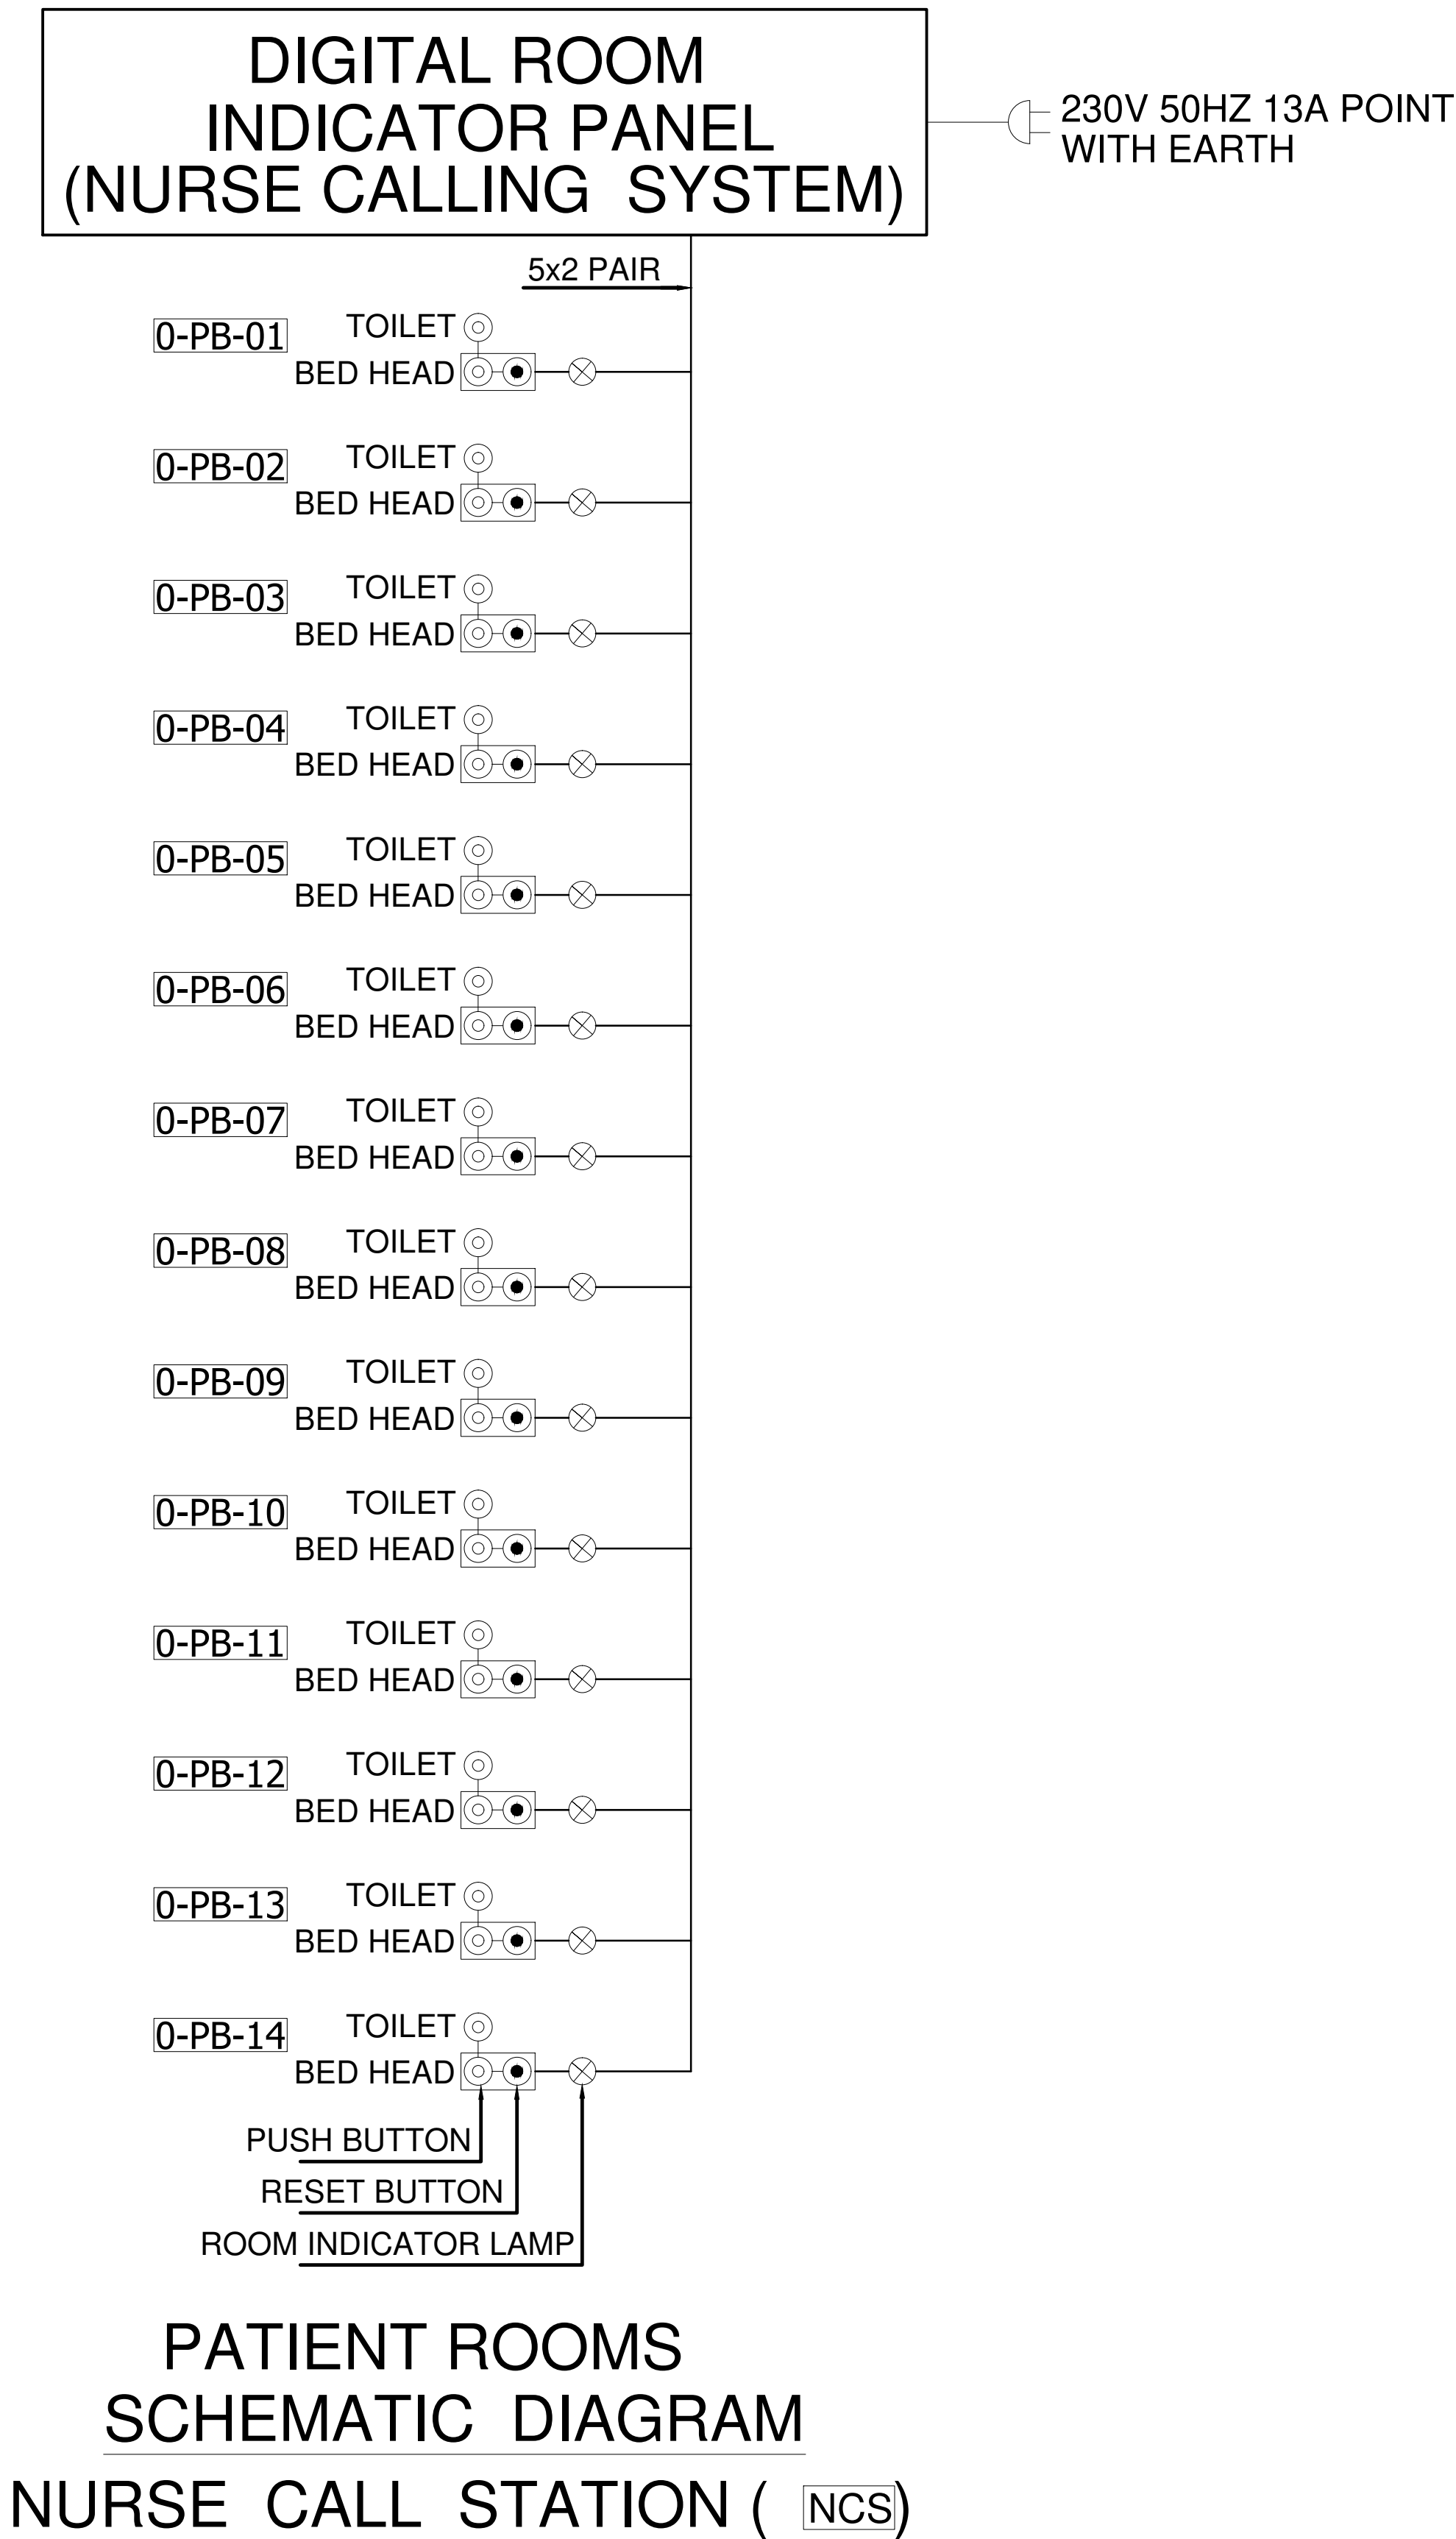 DIGITAL ROOM
INDICATOR PANEL
(NURSE CALLING SYSTEM)
230V 50HZ 13A POINT
WITH EARTH
5x2 PAIR
0-PB-01
TOILET
BED HEAD
0-PB-02
TOILET
BED HEAD
0-PB-03
TOILET
BED HEAD
0-PB-04
TOILET
BED HEAD
0-PB-05
TOILET
BED HEAD
0-PB-06
TOILET
BED HEAD
0-PB-07
TOILET
BED HEAD
0-PB-08
TOILET
BED HEAD
0-PB-09
TOILET
BED HEAD
0-PB-10
TOILET
BED HEAD
0-PB-11
TOILET
BED HEAD
0-PB-12
TOILET
BED HEAD
0-PB-13
TOILET
BED HEAD
0-PB-14
TOILET
BED HEAD
PUSH BUTTON
RESET BUTTON
ROOM INDICATOR LAMP
PATIENT ROOMS
SCHEMATIC DIAGRAM
NURSE CALL STATION ( NCS)